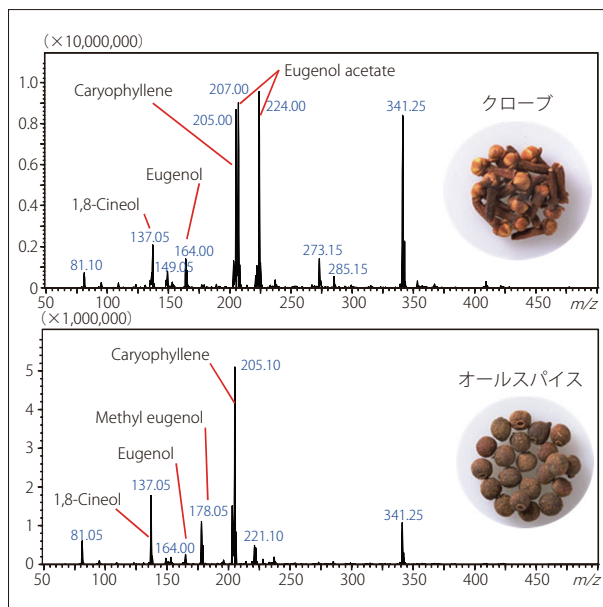 (×10,000,000)
1.0
0.8
0.6
0.4
0.2
0.0
Caryophyllene
207.00
205.00
Eugenol acetate
224.00
341.25
クローブ
Eugenol
1,8-Cineol
137.05
164.00
149.05
81.10
273.15
285.15
50 100 150 200 250 300 350 400 450 m/z
(×1,000,000)
5
4
3
2
1
0
Caryophyllene
205.10
オールスパイス
Methyl eugenol
Eugenol
137.05
178.05
1,8-Cineol
81.05
164.00
221.10
341.25
50 100 150 200 250 300 350 400 450 m/z